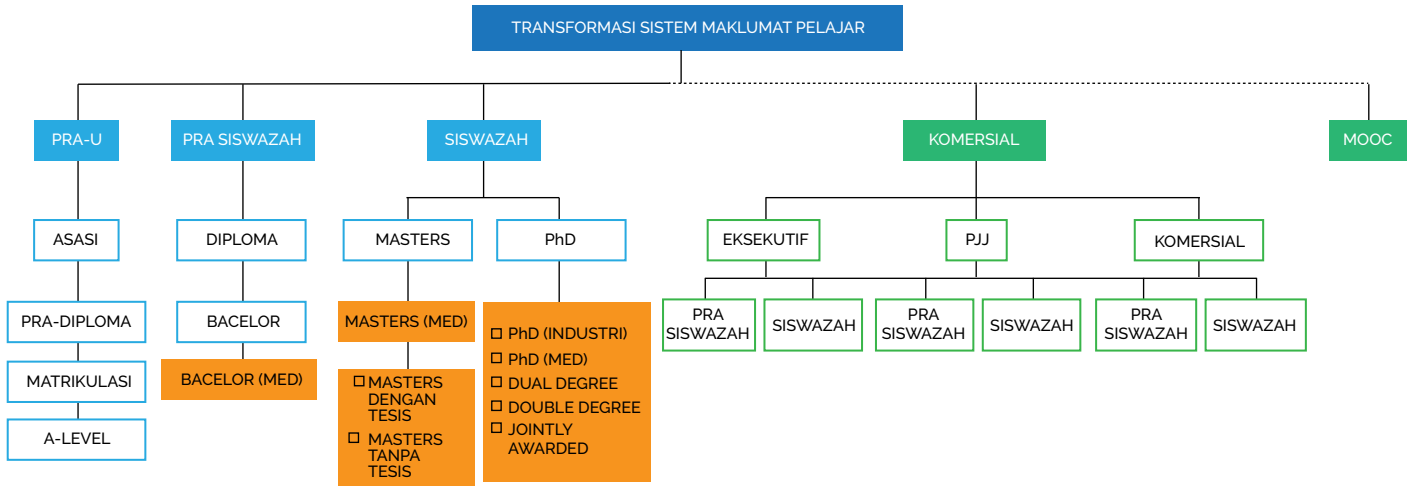 TRANSFORMASI SISTEM MAKLUMAT PELAJAR
PRA-U
PRA SISWAZAH
SISWAZAH
KOMERSIAL
MOOC
ASASI
DIPLOMA
MASTERS
PhD
EKSEKUTIF
PJJ
KOMERSIAL
PRA-DIPLOMA
BACELOR
MASTERS (MED)
MATRIKULASI
BACELOR (MED)
A-LEVEL
MASTERS
DENGAN
TESIS
MASTERS
TANPA
TESIS
PhD (INDUSTRI)
PhD (MED)
DUAL DEGREE
DOUBLE DEGREE
JOINTLY
AWARDED
PRA
SISWAZAH
SISWAZAH
PRA
SISWAZAH
SISWAZAH
PRA
SISWAZAH
SISWAZAH